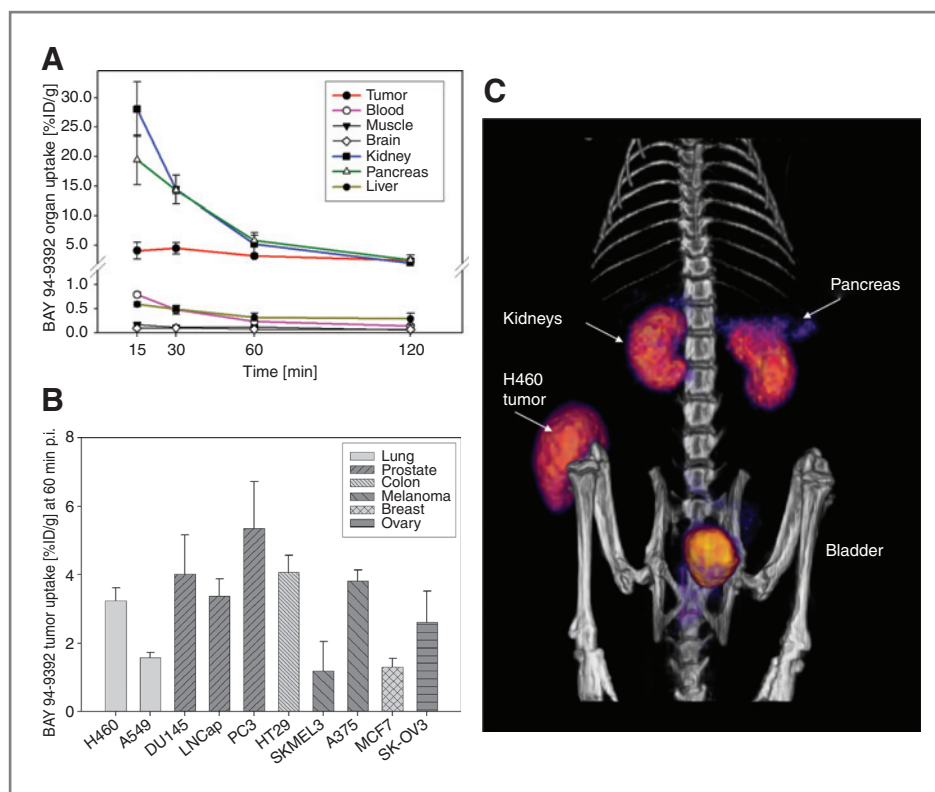 A
BAY 94-9392 organ uptake [%ID/g]
30.0
25.0
20.0
15.0
10.0
5.0
1.0
0.5
0.0
15
30
60
120
Time [min]
Tumor
Blood
Muscle
Brain
Kidney
Pancreas
Liver
B
BAY 94-9392 tumor uptake [%ID/g] at 60 min p.i.
8
6
4
2
0
Lung
Prostate
Colon
Melanoma
Breast
Ovary
H460
A549
DU145
LNCap
PC3
HT29
SKMEL3
A375
MCF7
SK-OV3
C
Pancreas
Kidneys
H460
tumor
Bladder